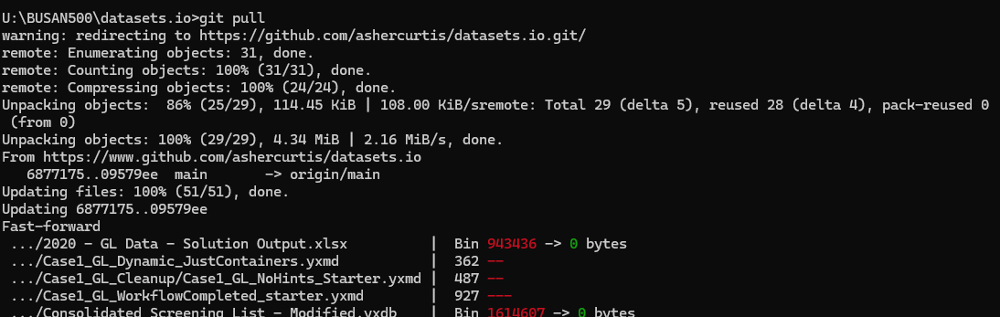 U:\BUSAN500\datasets.io>git pull
warning: redirecting to https://github.com/ashercurtis/datasets.io.git/
remote: Enumerating objects: 31, done.
remote: Counting objects: 100% (31/31), done.
remote: Compressing objects: 100% (24/24), done.
Unpacking objects:  86% (25/29), 114.45 KiB | 108.00 KiB/sremote: Total 29 (delta 5), reused 28 (delta 4), pack-reused 0
 (from 0)
Unpacking objects: 100% (29/29), 4.34 MiB | 2.16 MiB/s, done.
From https://www.github.com/ashercurtis/datasets.io
   6877175..09579ee  main       -> origin/main
Updating files: 100% (51/51), done.
Updating 6877175..09579ee
Fast-forward
 .../2020 - GL Data - Solution Output.xlsx          |  Bin 943436 -> 0 bytes
 .../Case1_GL_Dynamic_JustContainers.yxmd           |  362 --
 .../Case1_GL_Cleanup/Case1_GL_NoHints_Starter.yxmd |  487 --
 .../Case1_GL_WorkflowCompleted_starter.yxmd        |  927 ---
 .../Consolidated Screening List - Modified.yxdb    |  Bin 1614607 -> 0 bytes